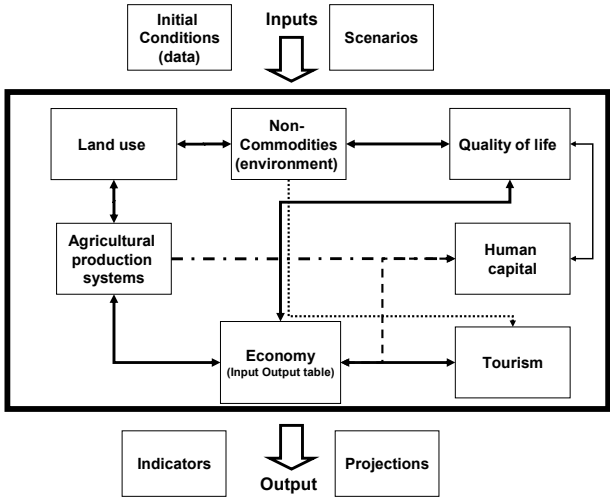 Initial
Conditions
(data)
Inputs
Scenarios
Land use
Non-
Commodities
(environment)
Quality of life
Agricultural
production
systems
Human
capital
Economy
(Input Output table)
Tourism
Indicators
Output
Projections